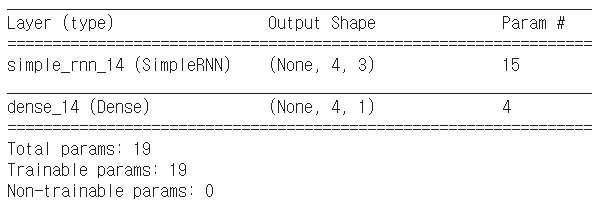 Layer (type) Output Shape Param #
simple_rnn_14 (SimpleRNN) (None, 4, 3) 15
dense_14 (Dense) (None, 4, 1) 4
Total params: 19
Trainable params: 19
Non-trainable params: 0